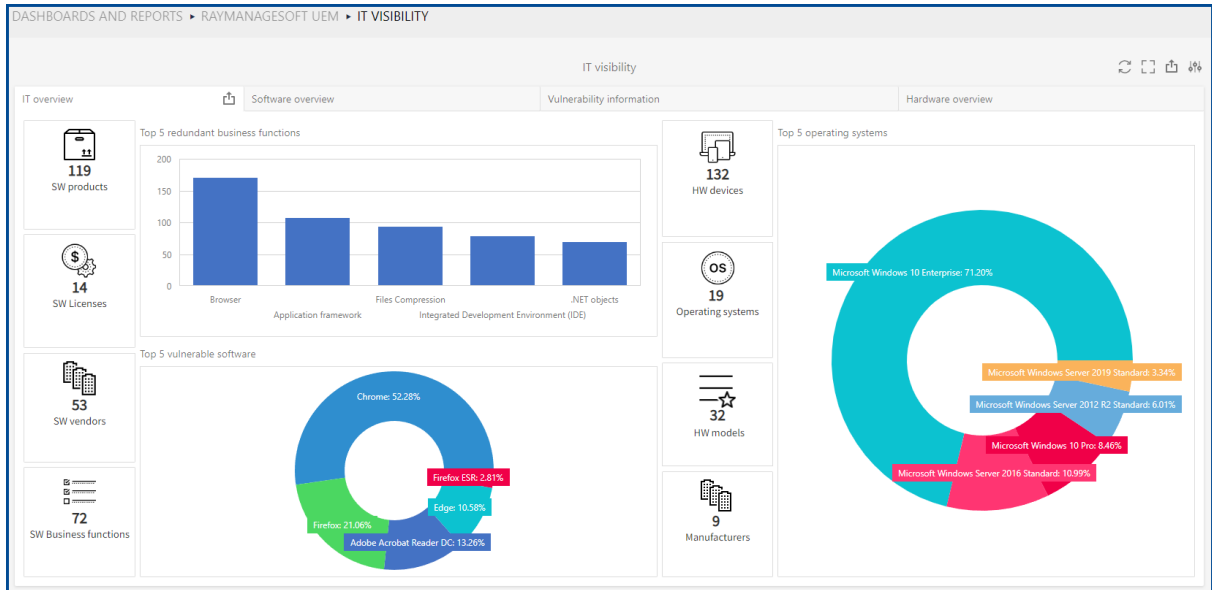 DASHBOARDS AND REPORTS ▸ RAYMANAGESOFT UEM ▸ IT VISIBILITY
IT visibility
IT overview
Software overview
Vulnerability information
Hardware overview
119
SW products
14
SW Licenses
53
SW vendors
72
SW Business functions
Top 5 redundant business functions
200
150
100
50
0
Browser
Application framework
Files Compression
Integrated Development Environment (IDE)
.NET objects
Top 5 vulnerable software
Chrome: 52.28%
Firefox ESR: 2.81%
Edge: 10.58%
Firefox: 21.06%
Adobe Acrobat Reader DC: 13.26%
132
HW devices
OS
19
Operating systems
32
HW models
9
Manufacturers
Top 5 operating systems
Microsoft Windows 10 Enterprise: 71.20%
Microsoft Windows Server 2019 Standard: 3.34%
Microsoft Windows Server 2012 R2 Standard: 6.01%
Microsoft Windows 10 Pro: 8.46%
Microsoft Windows Server 2016 Standard: 10.99%